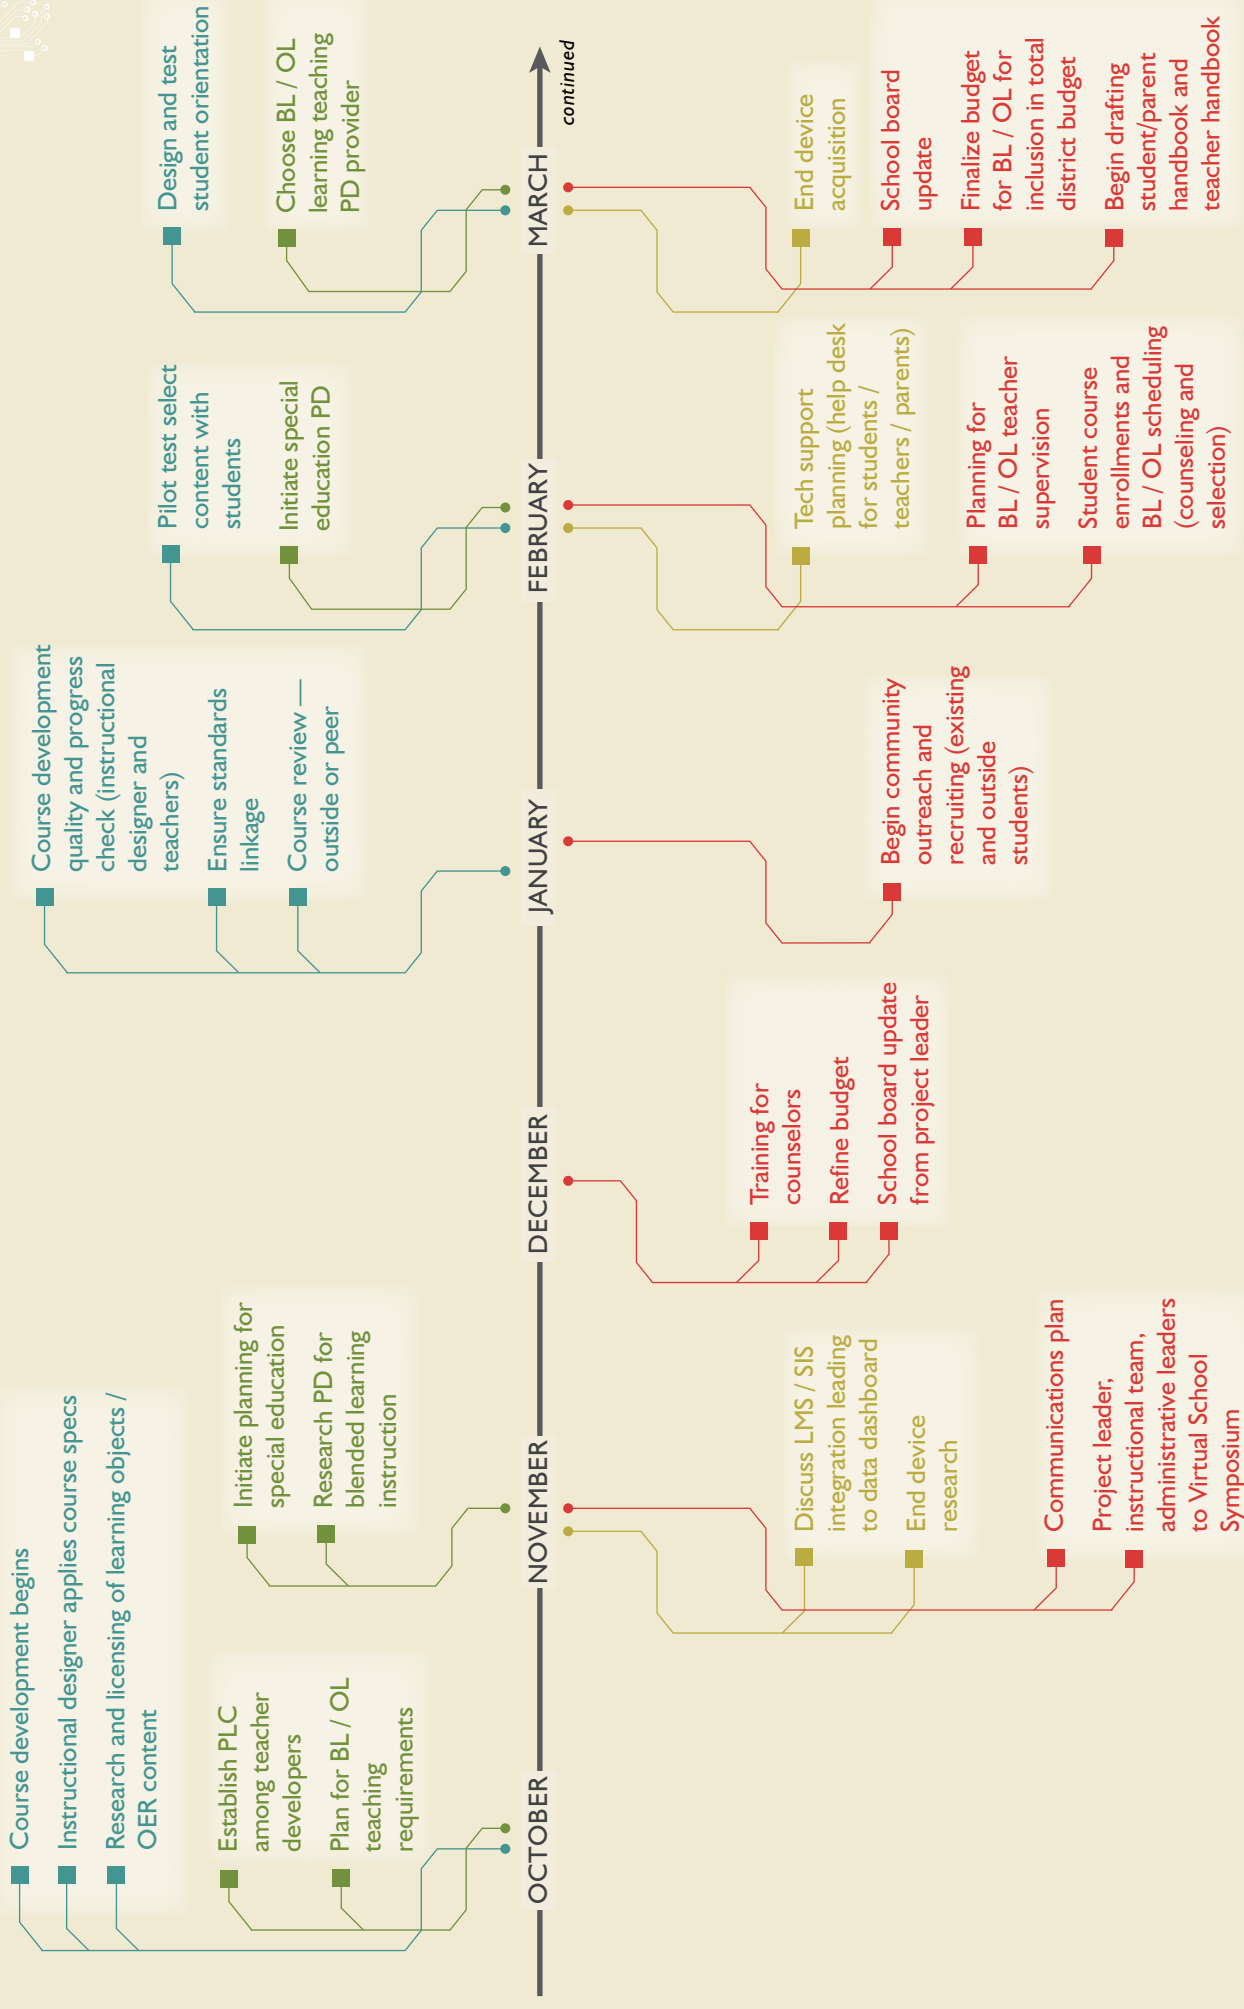 Course development begins
Instructional designer applies course specs
Research and licensing of learning objects /
OER content
Establish PLC
among teacher
developers
Plan for BL / OL
teaching
requirements
OCTOBER
Initiate planning for
special education
Research PD for
blended learning
instruction
NOVEMBER
Discuss LMS / SIS
integration leading
to data dashboard
End device
research
Communications plan
Project leader,
instructional team,
administrative leaders
to Virtual School
Symposium
DECEMBER
Training for
counselors
Refine budget
School board update
from project leader
Course development
quality and progress
check (instructional
designer and
teachers)
Ensure standards
linkage
Course review —
outside or peer
JANUARY
Begin community
outreach and
recruiting (existing
and outside
students)
Pilot test select
content with
students
Initiate special
education PD
FEBRUARY
Tech support
planning (help desk
for students /
teachers / parents)
Planning for
BL / OL teacher
supervision
Student course
enrollments and
BL / OL scheduling
(counseling and
selection)
Design and test
student orientation
Choose BL / OL
learning teaching
PD provider
MARCH
continued
End device
acquisition
School board
update
Finalize budget
for BL / OL for
inclusion in total
district budget
Begin drafting
student/parent
handbook and
teacher handbook